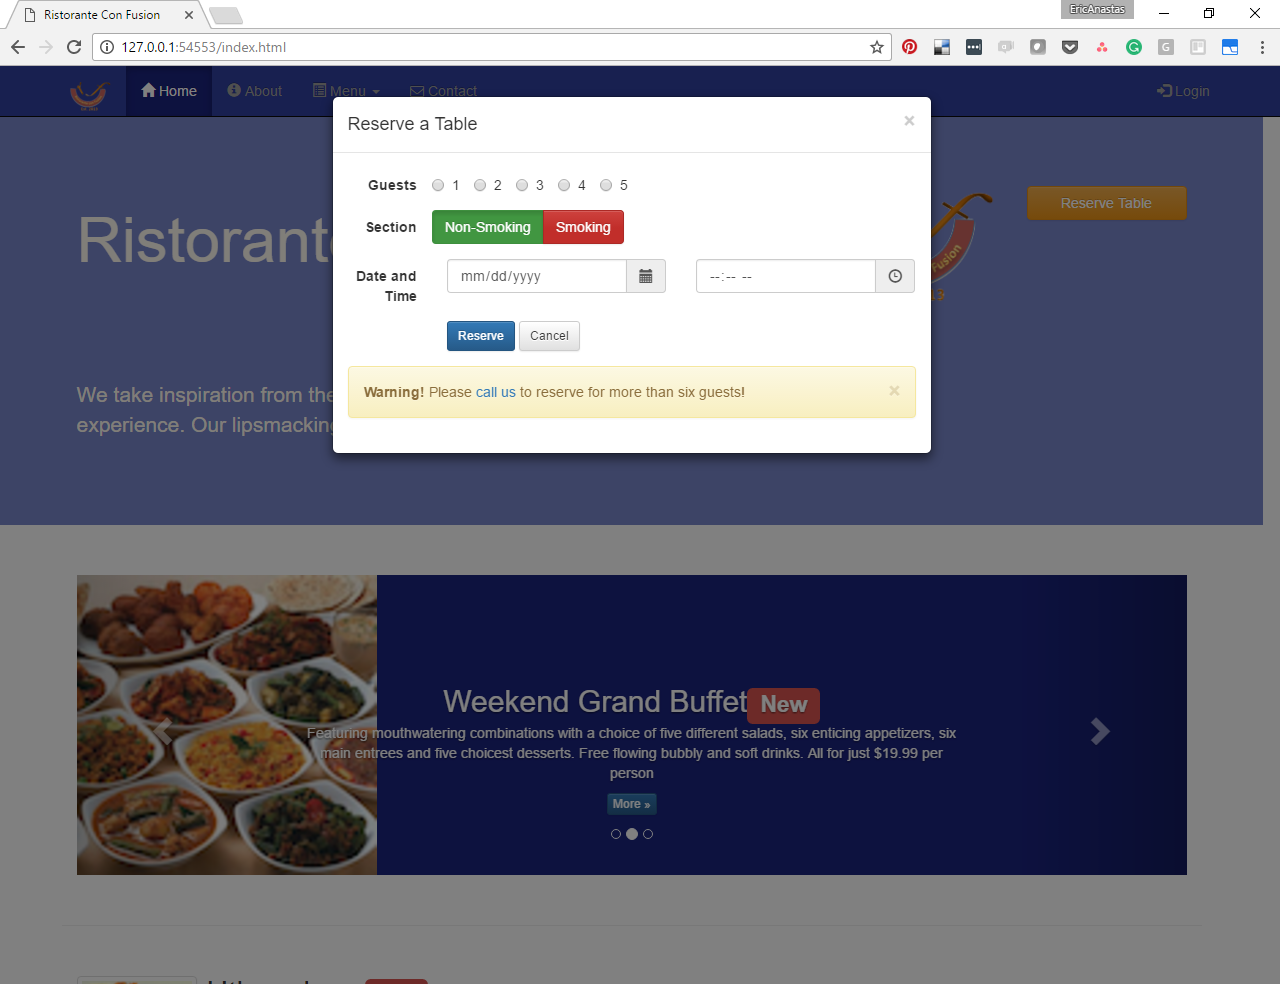 EricAnastas
Ristorante Con Fusion
127.0.0.1:54553/index.html
Home About Menu Contact Login
Reserve a Table ×
Guests 1 2 3 4 5
Section Non-Smoking Smoking
Date and Time mm/dd/yyyy --:-- --
Reserve Cancel
Warning! Please call us to reserve for more than six guests! ×
Reserve Table
Fusion
We take inspiration from the
experience. Our lipsmacking
Weekend Grand Buffet New
Featuring mouthwatering combinations with a choice of five different salads, six enticing appetizers, six
main entrees and five choicest desserts. Free flowing bubbly and soft drinks. All for just $19.99 per
person
More »